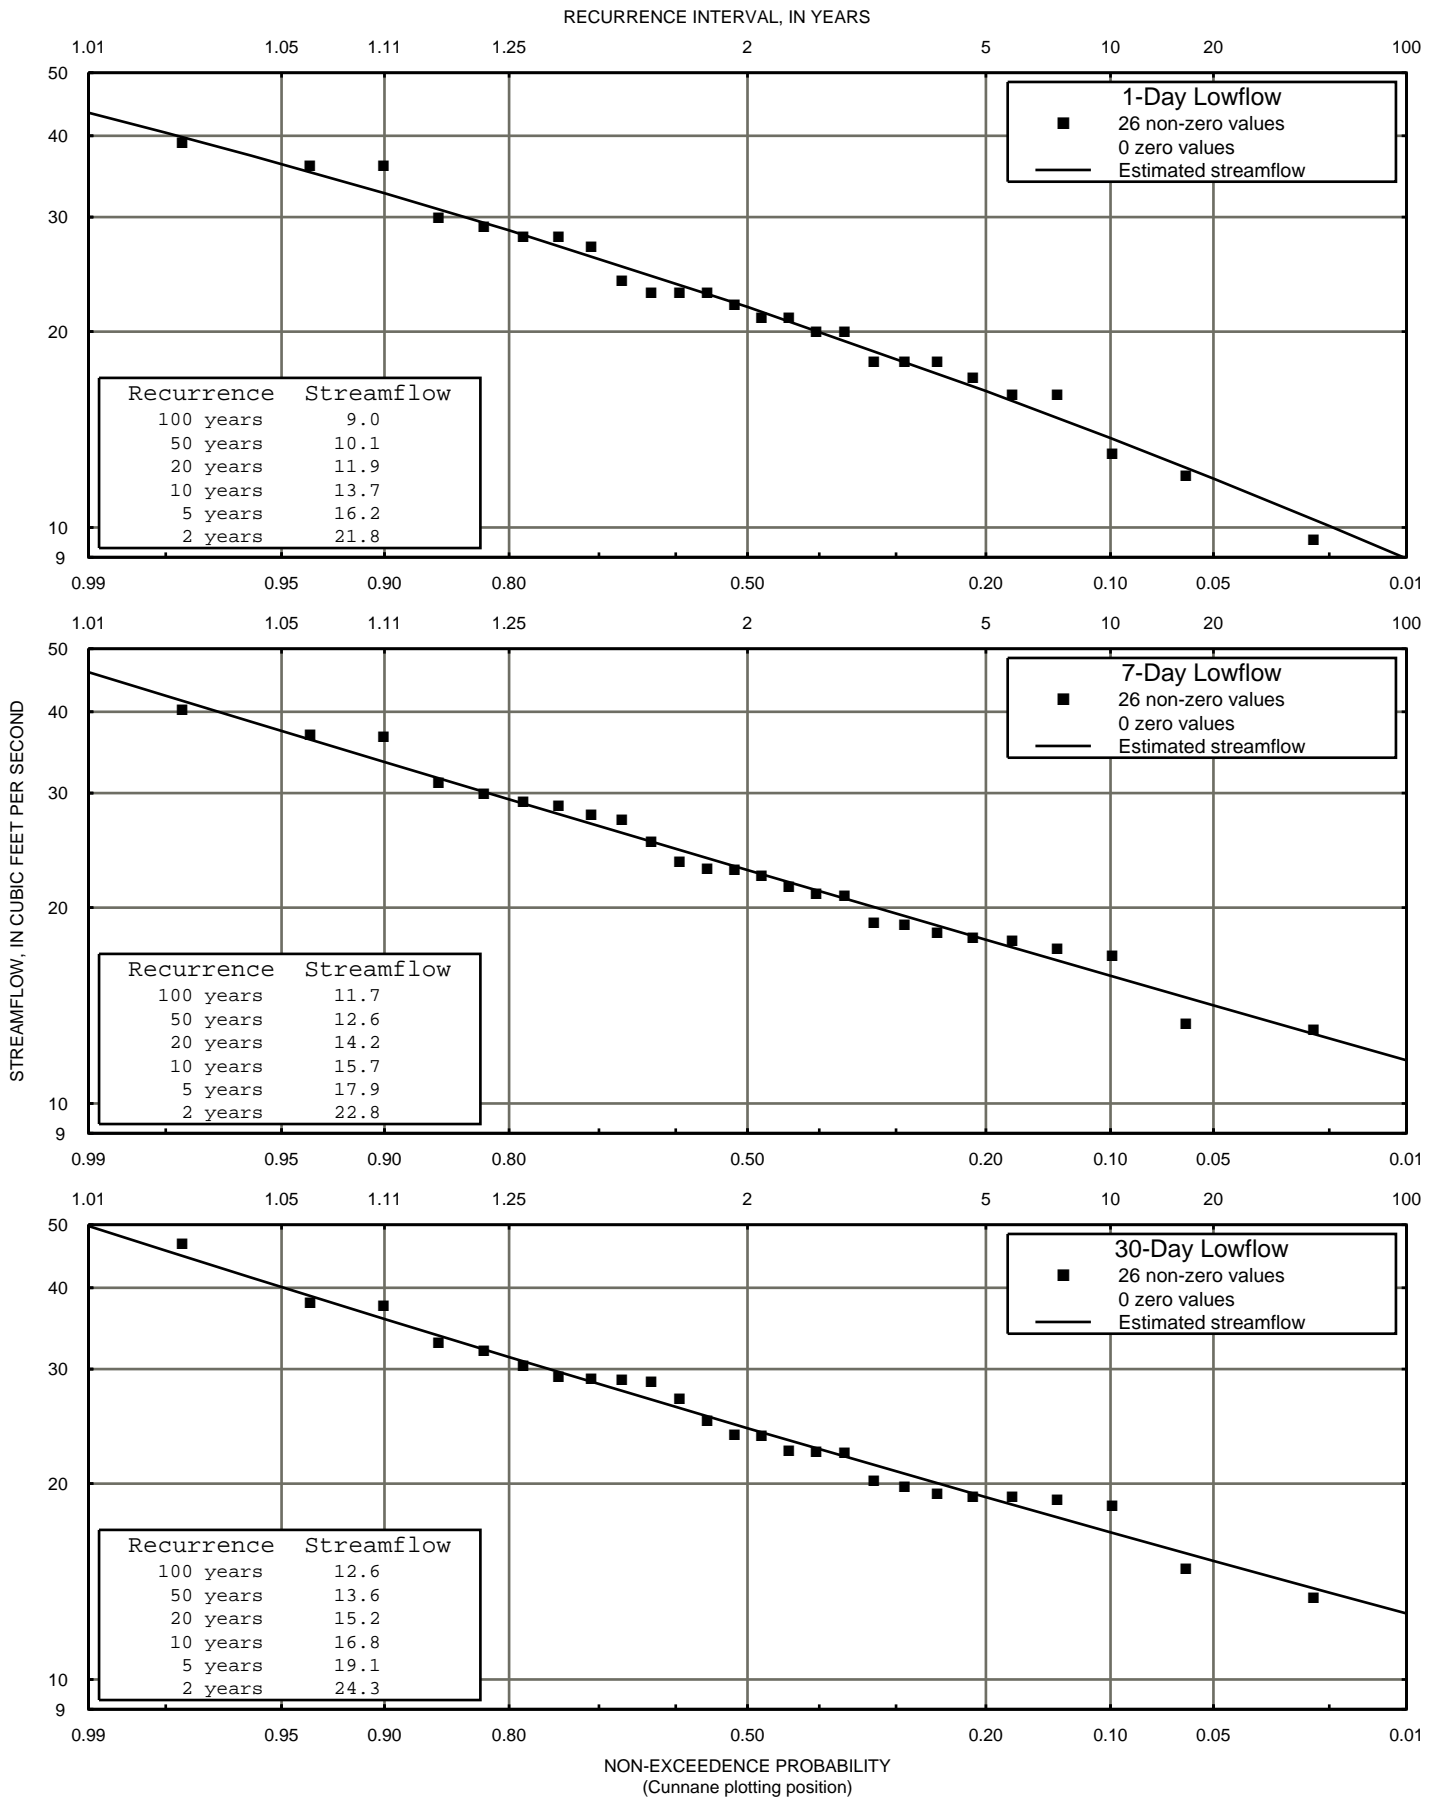 RECURRENCE INTERVAL, IN YEARS
1.01 1.05 1.11 1.25 2 5 10 20 100
50
40
30
20
10
9
1-Day Lowflow
26 non-zero values
0 zero values
Estimated streamflow
Recurrence Streamflow
100 years 9.0
50 years 10.1
20 years 11.9
10 years 13.7
5 years 16.2
2 years 21.8
0.99 0.95 0.90 0.80 0.50 0.20 0.10 0.05 0.01
1.01 1.05 1.11 1.25 2 5 10 20 100
STREAMFLOW, IN CUBIC FEET PER SECOND
50
40
30
20
10
9
7-Day Lowflow
26 non-zero values
0 zero values
Estimated streamflow
Recurrence Streamflow
100 years 11.7
50 years 12.6
20 years 14.2
10 years 15.7
5 years 17.9
2 years 22.8
0.99 0.95 0.90 0.80 0.50 0.20 0.10 0.05 0.01
1.01 1.05 1.11 1.25 2 5 10 20 100
50
40
30
20
10
9
30-Day Lowflow
26 non-zero values
0 zero values
Estimated streamflow
Recurrence Streamflow
100 years 12.6
50 years 13.6
20 years 15.2
10 years 16.8
5 years 19.1
2 years 24.3
0.99 0.95 0.90 0.80 0.50 0.20 0.10 0.05 0.01
NON-EXCEEDENCE PROBABILITY
(Cunnane plotting position)